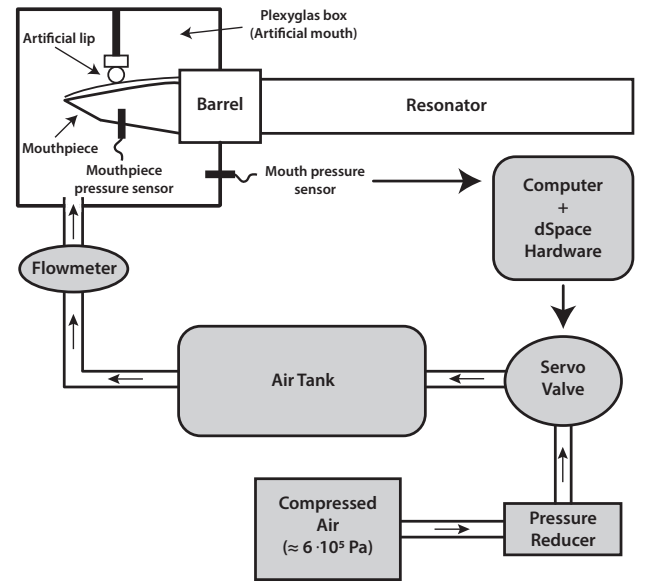 Plexyglas box
(Artificial mouth)
Artificial lip
Barrel
Resonator
Mouthpiece
Mouthpiece
pressure sensor
Mouth pressure
sensor
Computer
+
dSpace
Hardware
Flowmeter
Air Tank
Servo
Valve
Compressed
Air
(≈ 6 ·10⁵ Pa)
Pressure
Reducer